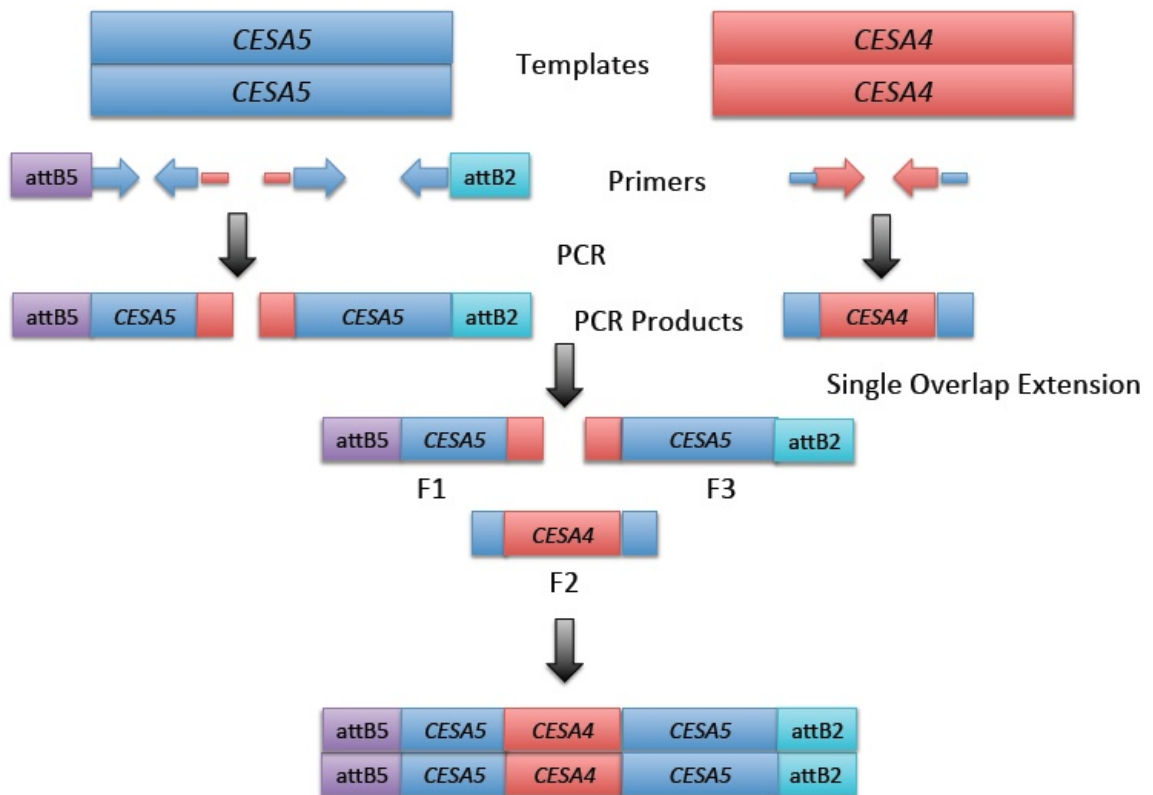 CESA5
CESA5
Templates
CESA4
CESA4
attB5
attB2
Primers
PCR
attB5 CESA5
CESA5 attB2
PCR Products
CESA4
Single Overlap Extension
attB5 CESA5
CESA5 attB2
F1
F3
CESA4
F2
attB5 CESA5 CESA4 CESA5 attB2
attB5 CESA5 CESA4 CESA5 attB2